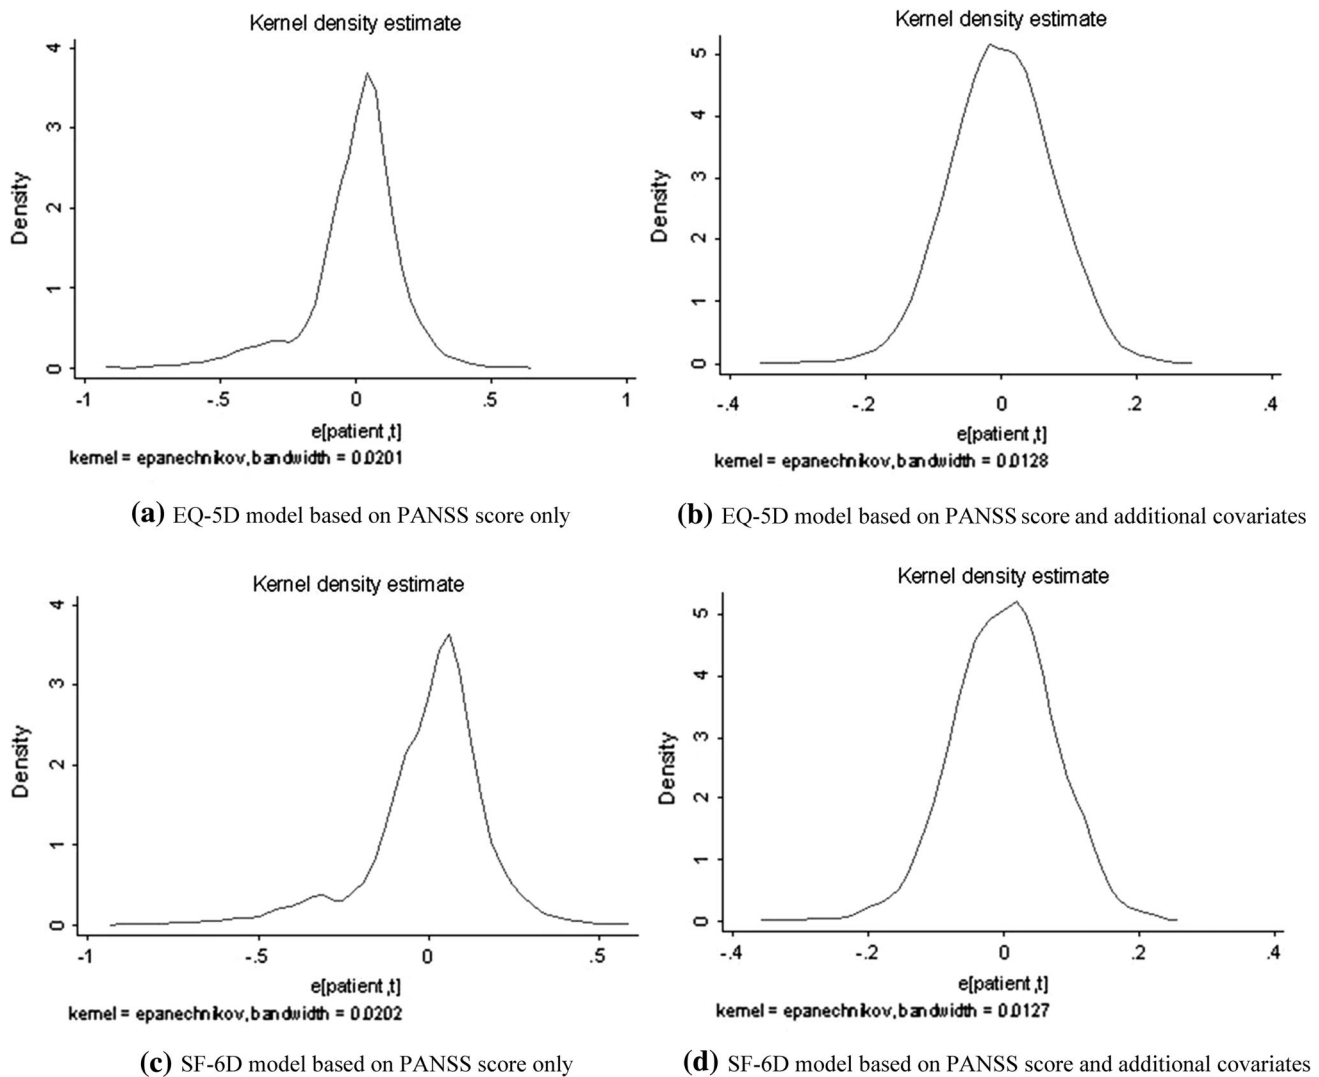 Kernel density estimate
Density
4
3
2
1
0
-1 -.5 0 .5 1
e[patient,t]
kernel = epanechnikov, bandwidth = 0.0201
(a) EQ-5D model based on PANSS score only
Kernel density estimate
Density
5
4
3
2
1
0
-.4 -.2 0 .2 .4
e[patient,t]
kernel = epanechnikov, bandwidth = 0.0128
(b) EQ-5D model based on PANSS score and additional covariates
Kernel density estimate
Density
4
3
2
1
0
-1 -.5 0 .5
e[patient,t]
kernel = epanechnikov, bandwidth = 0.0202
(c) SF-6D model based on PANSS score only
Kernel density estimate
Density
5
4
3
2
1
0
-.4 -.2 0 .2 .4
e[patient,t]
kernel = epanechnikov, bandwidth = 0.0127
(d) SF-6D model based on PANSS score and additional covariates